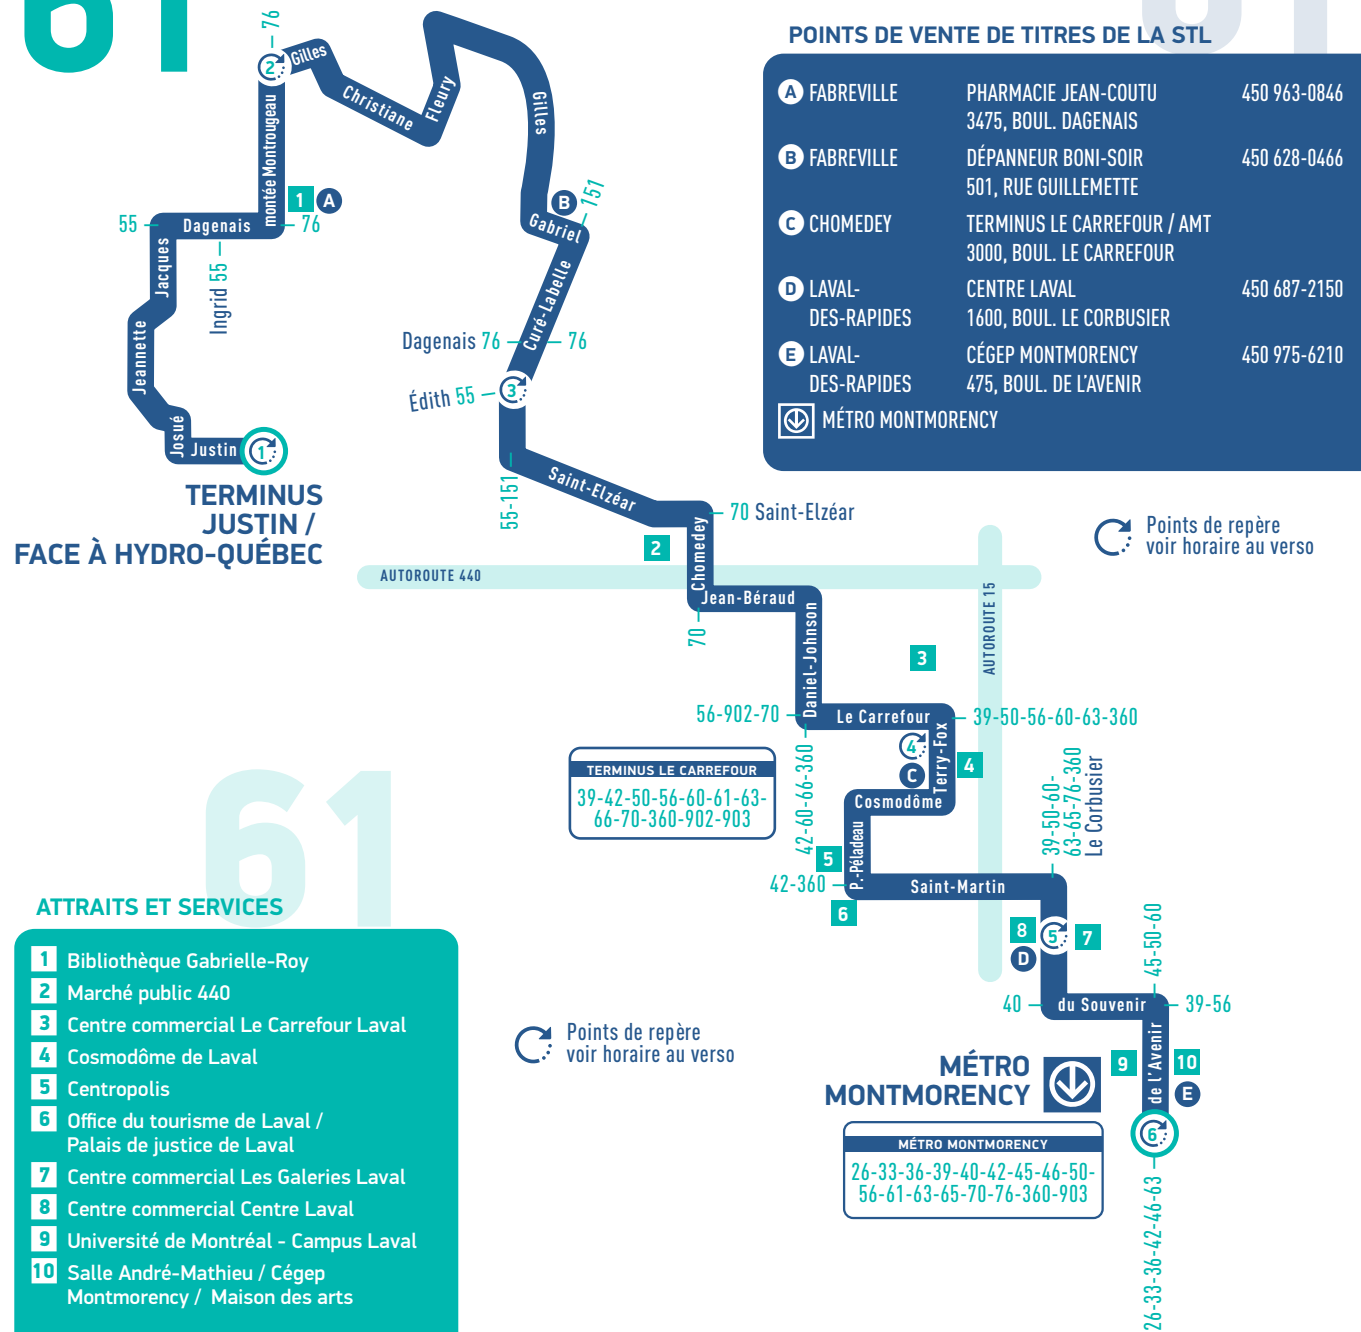 61
61
POINTS DE VENTE DE TITRES DE LA STL
A FABREVILLE PHARMACIE JEAN-COUTU 450 963-0846
3475, BOUL. DAGENAIS
B FABREVILLE DÉPANNEUR BONI-SOIR 450 628-0466
501, RUE GUILLEMETTE
C CHOMEDEY TERMINUS LE CARREFOUR / AMT
3000, BOUL. LE CARREFOUR
D LAVAL- CENTRE LAVAL 450 687-2150
DES-RAPIDES 1600, BOUL. LE CORBUSIER
E LAVAL- CÉGEP MONTMORENCY 450 975-6210
DES-RAPIDES 475, BOUL. DE L'AVENIR
MÉTRO MONTMORENCY
76
2
Gilles
Christiane
Fleury
Gilles
montée Montrougeau
1 A
B
151
Gabriel
55
Dagenais
76
Jacques
Ingrid 55
Curé-Labelle
Dagenais 76
76
Jeannette
Édith 55
3
Josué
Justin
1
TERMINUS
JUSTIN /
FACE À HYDRO-QUÉBEC
55-151
Saint-Elzéar
70 Saint-Elzéar
Points de repère
voir horaire au verso
2
Chomedey
AUTOROUTE 440
AUTOROUTE 15
Jean-Béraud
70
Daniel-Johnson
3
56-902-70
Le Carrefour
39-50-56-60-63-360
4
Terry-Fox
4
C
42-60-66-360
TERMINUS LE CARREFOUR
39-42-50-56-60-61-63-
66-70-360-902-903
Cosmodôme
39-50-60-
63-65-76-360
Le Corbusier
P.-Péladeau
5
42-360
Saint-Martin
6
8
5
7
D
45-50-60
40
du Souvenir
39-56
61
ATTRAITS ET SERVICES
1 Bibliothèque Gabrielle-Roy
2 Marché public 440
3 Centre commercial Le Carrefour Laval
4 Cosmodôme de Laval
5 Centropolis
6 Office du tourisme de Laval /
Palais de justice de Laval
7 Centre commercial Les Galeries Laval
8 Centre commercial Centre Laval
9 Université de Montréal - Campus Laval
10 Salle André-Mathieu / Cégep
Montmorency / Maison des arts
Points de repère
voir horaire au verso
MÉTRO
MONTMORENCY
9
de l'Avenir
10
E
6
MÉTRO MONTMORENCY
26-33-36-39-40-42-45-46-50-
56-61-63-65-70-76-360-903
26-33-36-42-46-63